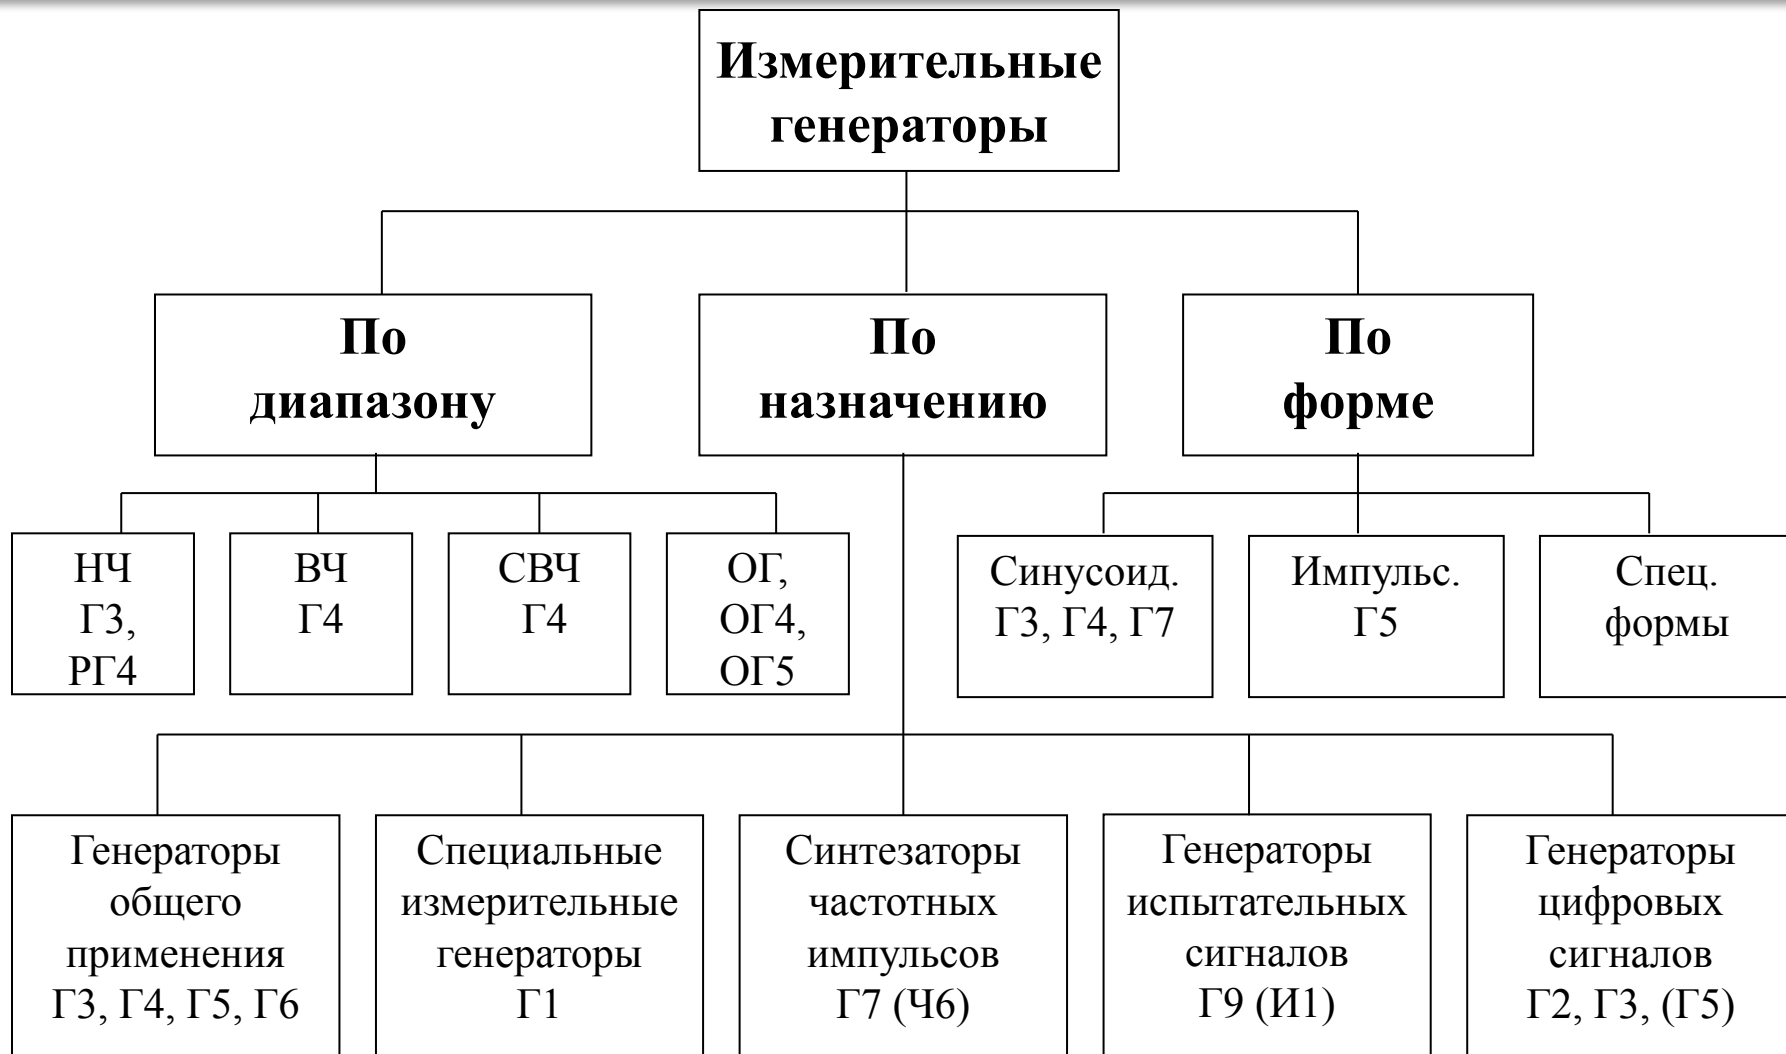 Измерительные
генераторы
По
диапазону
По
назначению
По
форме
НЧ
Г3,
РГ4
ВЧ
Г4
СВЧ
Г4
ОГ,
ОГ4,
ОГ5
Синусоид.
Г3, Г4, Г7
Импульс.
Г5
Спец.
формы
Генераторы
общего
применения
Г3, Г4, Г5, Г6
Специальные
измерительные
генераторы
Г1
Синтезаторы
частотных
импульсов
Г7 (Ч6)
Генераторы
испытательных
сигналов
Г9 (И1)
Генераторы
цифровых
сигналов
Г2, Г3, (Г5)